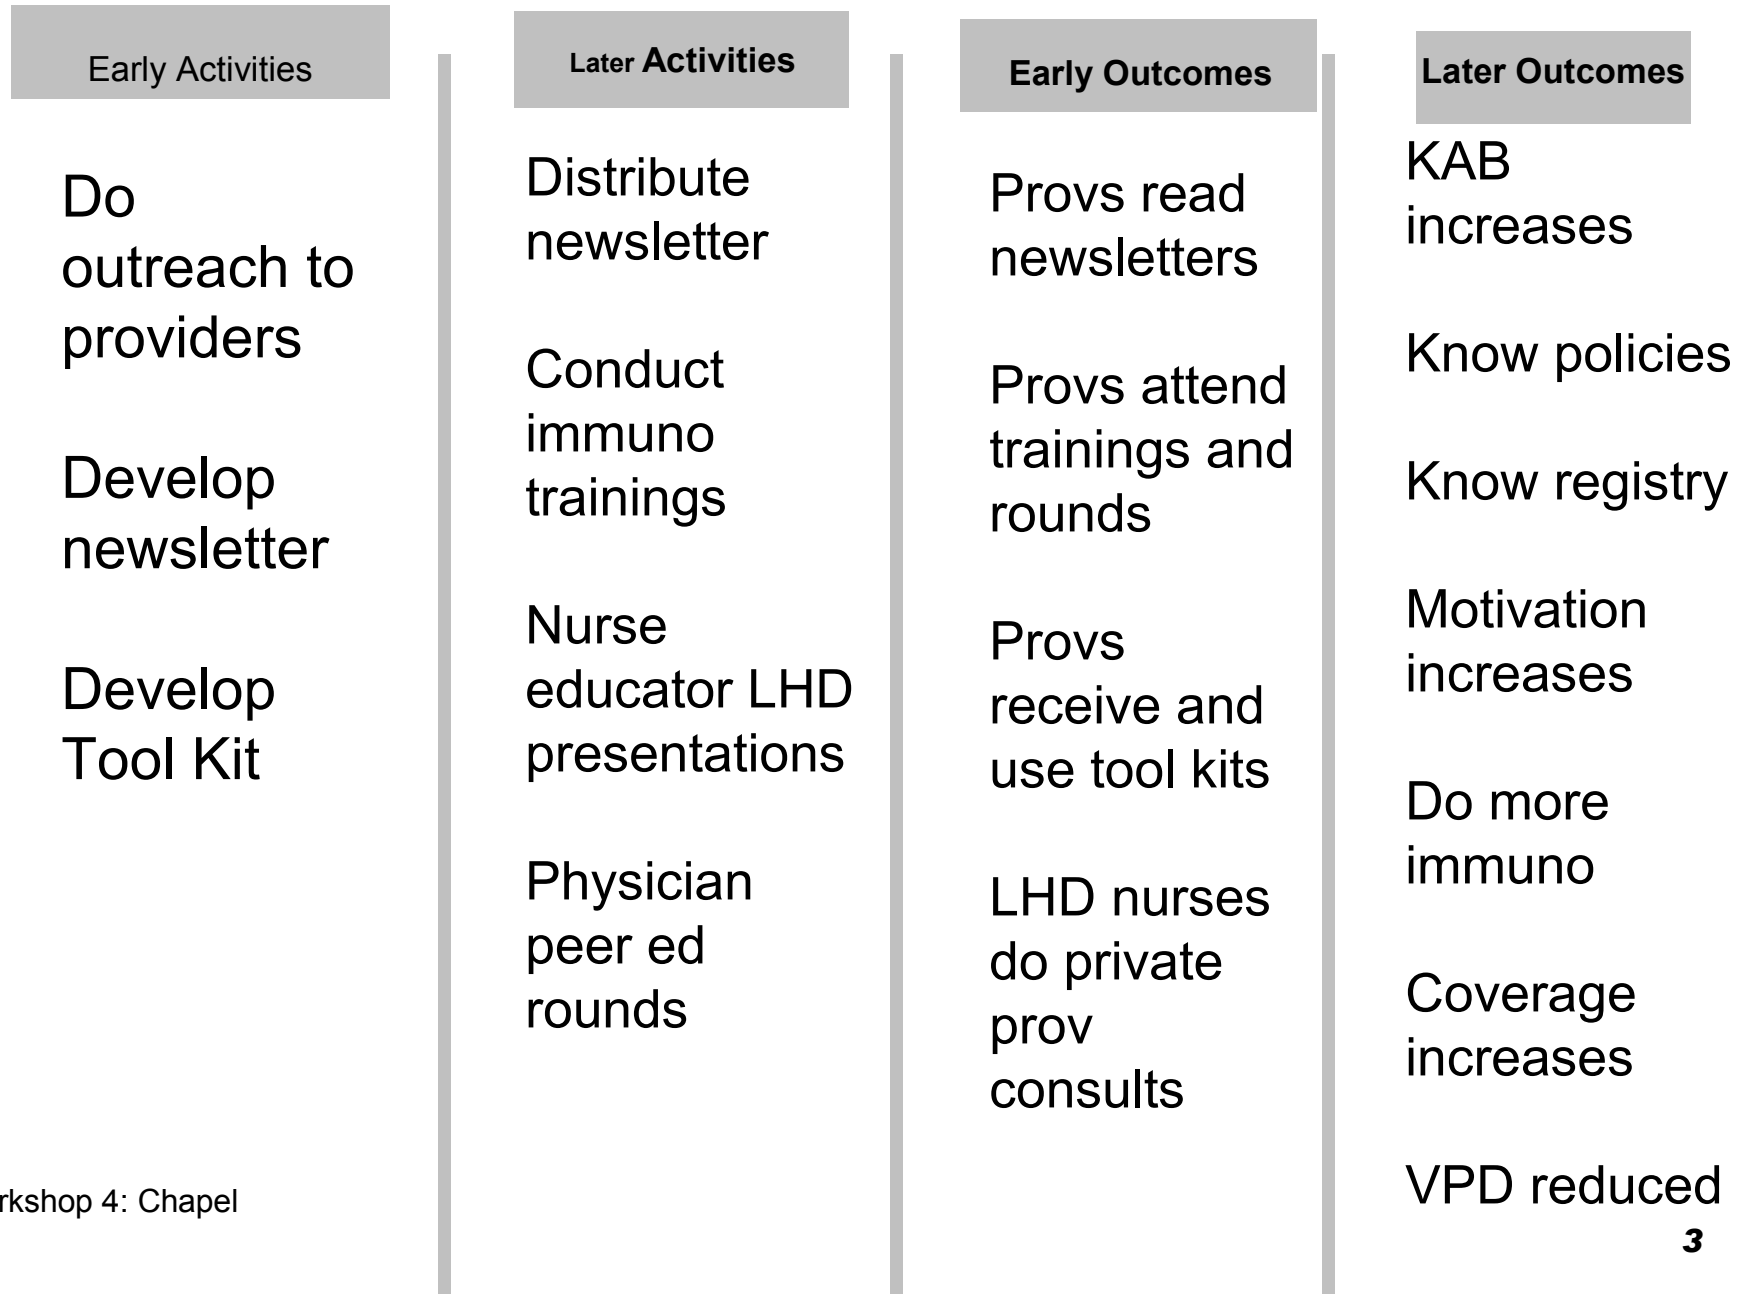 Early Activities
Do
outreach to
providers
Develop
newsletter
Develop
Tool Kit
Later Activities
Distribute
newsletter
Conduct
immuno
trainings
Nurse
educator LHD
presentations
Physician
peer ed
rounds
Early Outcomes
Provs read
newsletters
Provs attend
trainings and
rounds
Provs
receive and
use tool kits
LHD nurses
do private
prov
consults
Later Outcomes
KAB
increases
Know policies
Know registry
Motivation
increases
Do more
immuno
Coverage
increases
VPD reduced
rkshop 4: Chapel
3